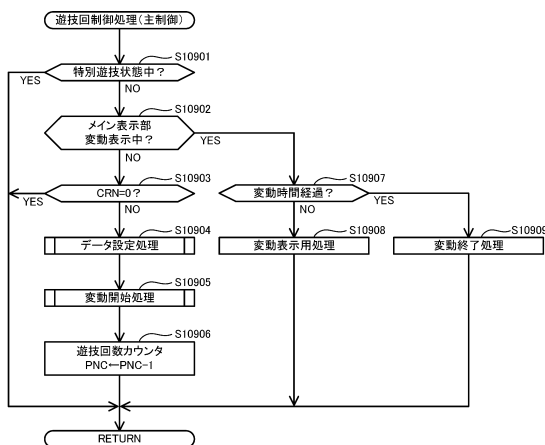 遊技回制御処理(主制御)
S10901
特別遊技状態中?
YES
NO
S10902
メイン表示部
変動表示中?
YES
NO
S10903
CRN=0?
YES
NO
S10907
変動時間経過?
YES
NO
S10904
データ設定処理
S10908
変動表示用処理
S10909
変動終了処理
S10905
変動開始処理
S10906
遊技回数カウンタ
PNC←PNC-1
RETURN